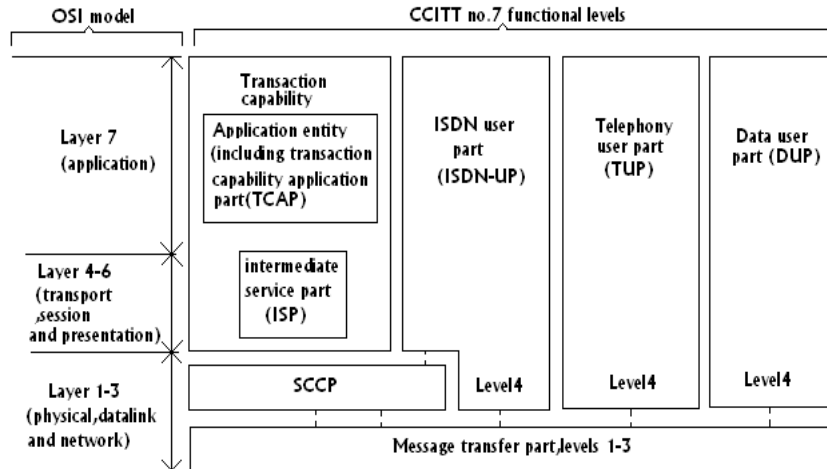 OSI model
CCITT no.7 functional levels
Layer 7
(application)
Transaction
capability
Application entity
(including transaction
capability application
part(TCAP)
ISDN user
part
(ISDN-UP)
Telephony
user part
(TUP)
Data user
part (DUP)
Layer 4-6
(transport
,session
and presentation)
intermediate
service part
(ISP)
Layer 1-3
(physical,datalink
and network)
SCCP
Level4
Level4
Level4
Message transfer part,levels 1-3